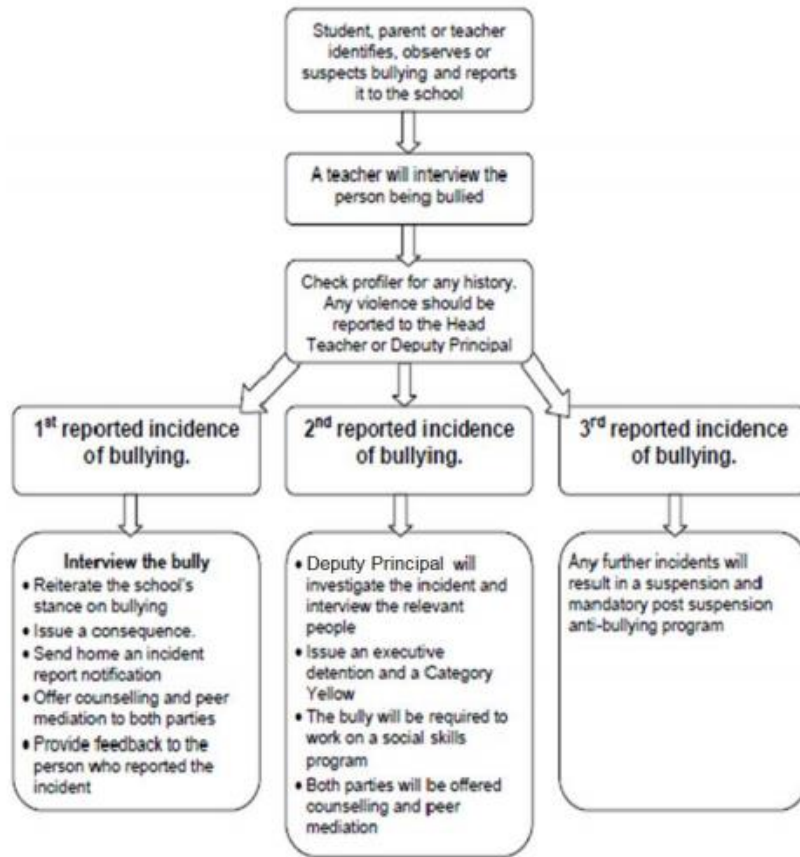 Student, parent or teacher
identifies, observes or
suspects bullying and reports
it to the school
A teacher will interview the
person being bullied
Check profiler for any history.
Any violence should be
reported to the Head
Teacher or Deputy Principal
1st reported incidence
of bullying.
2nd reported incidence
of bullying.
3rd reported incidence
of bullying.
Interview the bully
• Reiterate the school's
stance on bullying
• Issue a consequence.
• Send home an incident
report notification
• Offer counselling and peer
mediation to both parties
• Provide feedback to the
person who reported the
incident
• Deputy Principal will
investigate the incident and
interview the relevant
people
• Issue an executive
detention and a Category
Yellow
• The bully will be required to
work on a social skills
program
• Both parties will be offered
counselling and peer
mediation
Any further incidents will
result in a suspension and
mandatory post suspension
anti-bullying program